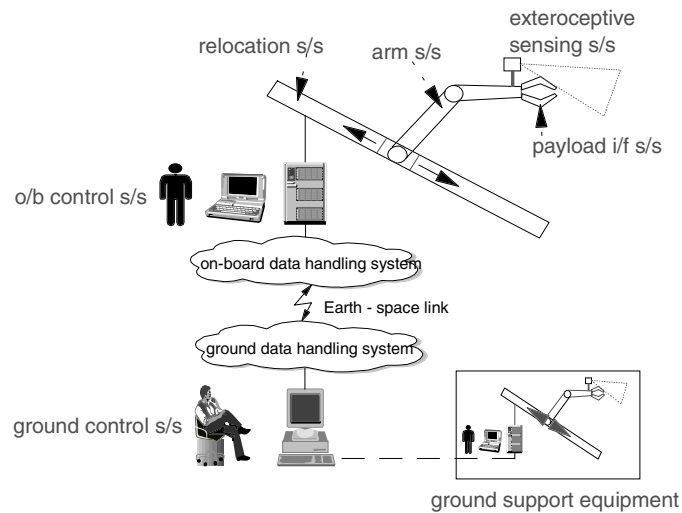 exteroceptive
sensing s/s
relocation s/s
arm s/s
payload i/f s/s
o/b control s/s
on-board data handling system
Earth - space link
ground data handling system
ground control s/s
ground support equipment